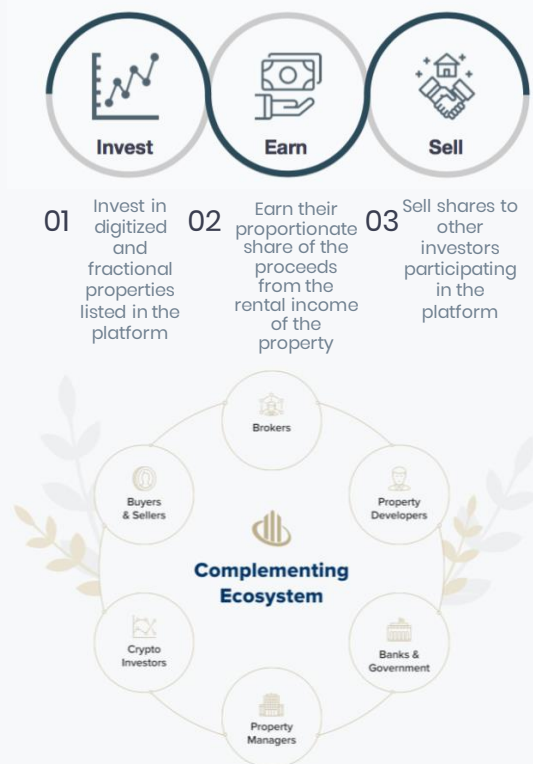 Invest
Earn
Sell
01
Invest in
digitized
and
fractional
properties
listed in the
platform
02
Earn their
proportionate
share of the
proceeds
from the
rental income
of the
property
03
Sell shares to
other
investors
participating
in the
platform
Brokers
Buyers
& Sellers
Property
Developers
Complementing
Ecosystem
Crypto
Investors
Banks &
Government
Property
Managers